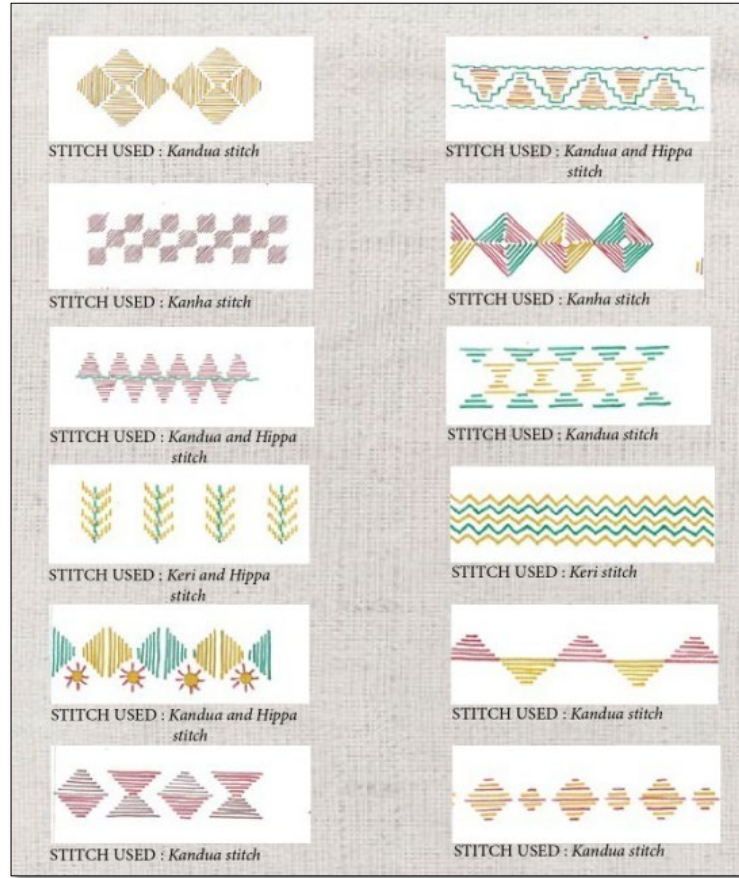 STITCH USED : Kandua stitch
STITCH USED : Kandua and Hippa
stitch
STITCH USED : Kanha stitch
STITCH USED : Kanha stitch
STITCH USED : Kandua and Hippa
stitch
STITCH USED : Kandua stitch
STITCH USED : Keri and Hippa
stitch
STITCH USED : Keri stitch
STITCH USED : Kandua and Hippa
stitch
STITCH USED : Kandua stitch
STITCH USED : Kandua stitch
STITCH USED : Kandua stitch